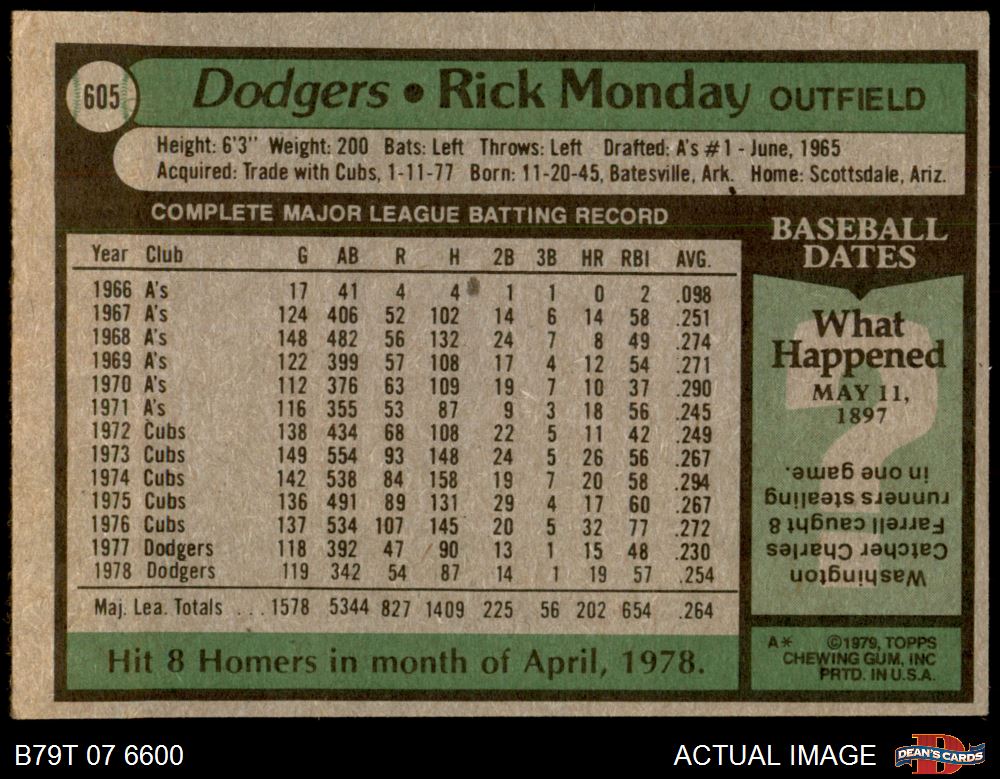 605
Dodgers • Rick Monday OUTFIELD
Height: 6'3" Weight: 200 Bats: Left Throws: Left Drafted: A's #1 - June, 1965
Acquired: Trade with Cubs, 1-11-77 Born: 11-20-45, Batesville, Ark. Home: Scottsdale, Ariz.
COMPLETE MAJOR LEAGUE BATTING RECORD
Year Club G AB R H 2B 3B HR RBI AVG.
1966 A's 17 41 4 4 1 1 0 2 .098
1967 A's 124 406 52 102 14 6 14 58 .251
1968 A's 148 482 56 132 24 7 8 49 .274
1969 A's 122 399 57 108 17 4 12 54 .271
1970 A's 112 376 63 109 19 7 10 37 .290
1971 A's 116 355 53 87 9 3 18 56 .245
1972 Cubs 138 434 68 108 22 5 11 42 .249
1973 Cubs 149 554 93 148 24 5 26 56 .267
1974 Cubs 142 538 84 158 19 7 20 58 .294
1975 Cubs 136 491 89 131 29 4 17 60 .267
1976 Cubs 137 534 107 145 20 5 32 77 .272
1977 Dodgers 118 392 47 90 13 1 15 48 .230
1978 Dodgers 119 342 54 87 14 1 19 57 .254
Maj. Lea. Totals ...1578 5344 827 1409 225 56 202 654 .264
Hit 8 Homers in month of April, 1978.
BASEBALL
DATES
What
Happened
MAY 11,
1897
Washington
Catcher Charles
Farrell caught 8
runners stealing
in one game.
A* ©1979, TOPPS
CHEWING GUM, INC
PRTD. IN U.S.A.
B79T 07 6600
ACTUAL IMAGE
DEAN'S CARDS